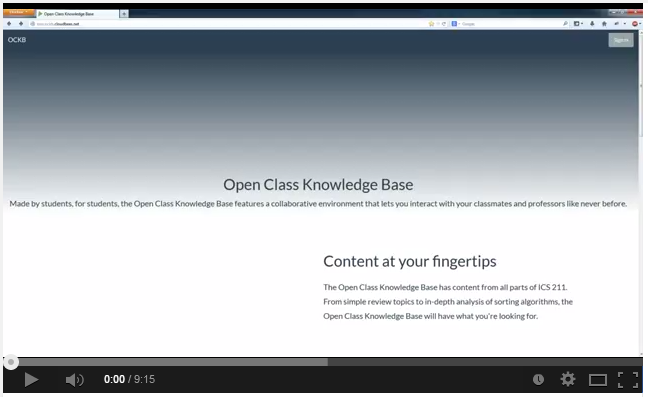 Open Class Knowledge Base
OCKB
Sign in
Open Class Knowledge Base
Made by students, for students, the Open Class Knowledge Base features a collaborative environment that lets you interact with your classmates and professors like never before.
Content at your fingertips
The Open Class Knowledge Base has content from all parts of ICS 211.
From simple review topics to in-depth analysis of sorting algorithms, the
Open Class Knowledge Base will have what you're looking for.
0:00 / 9:15